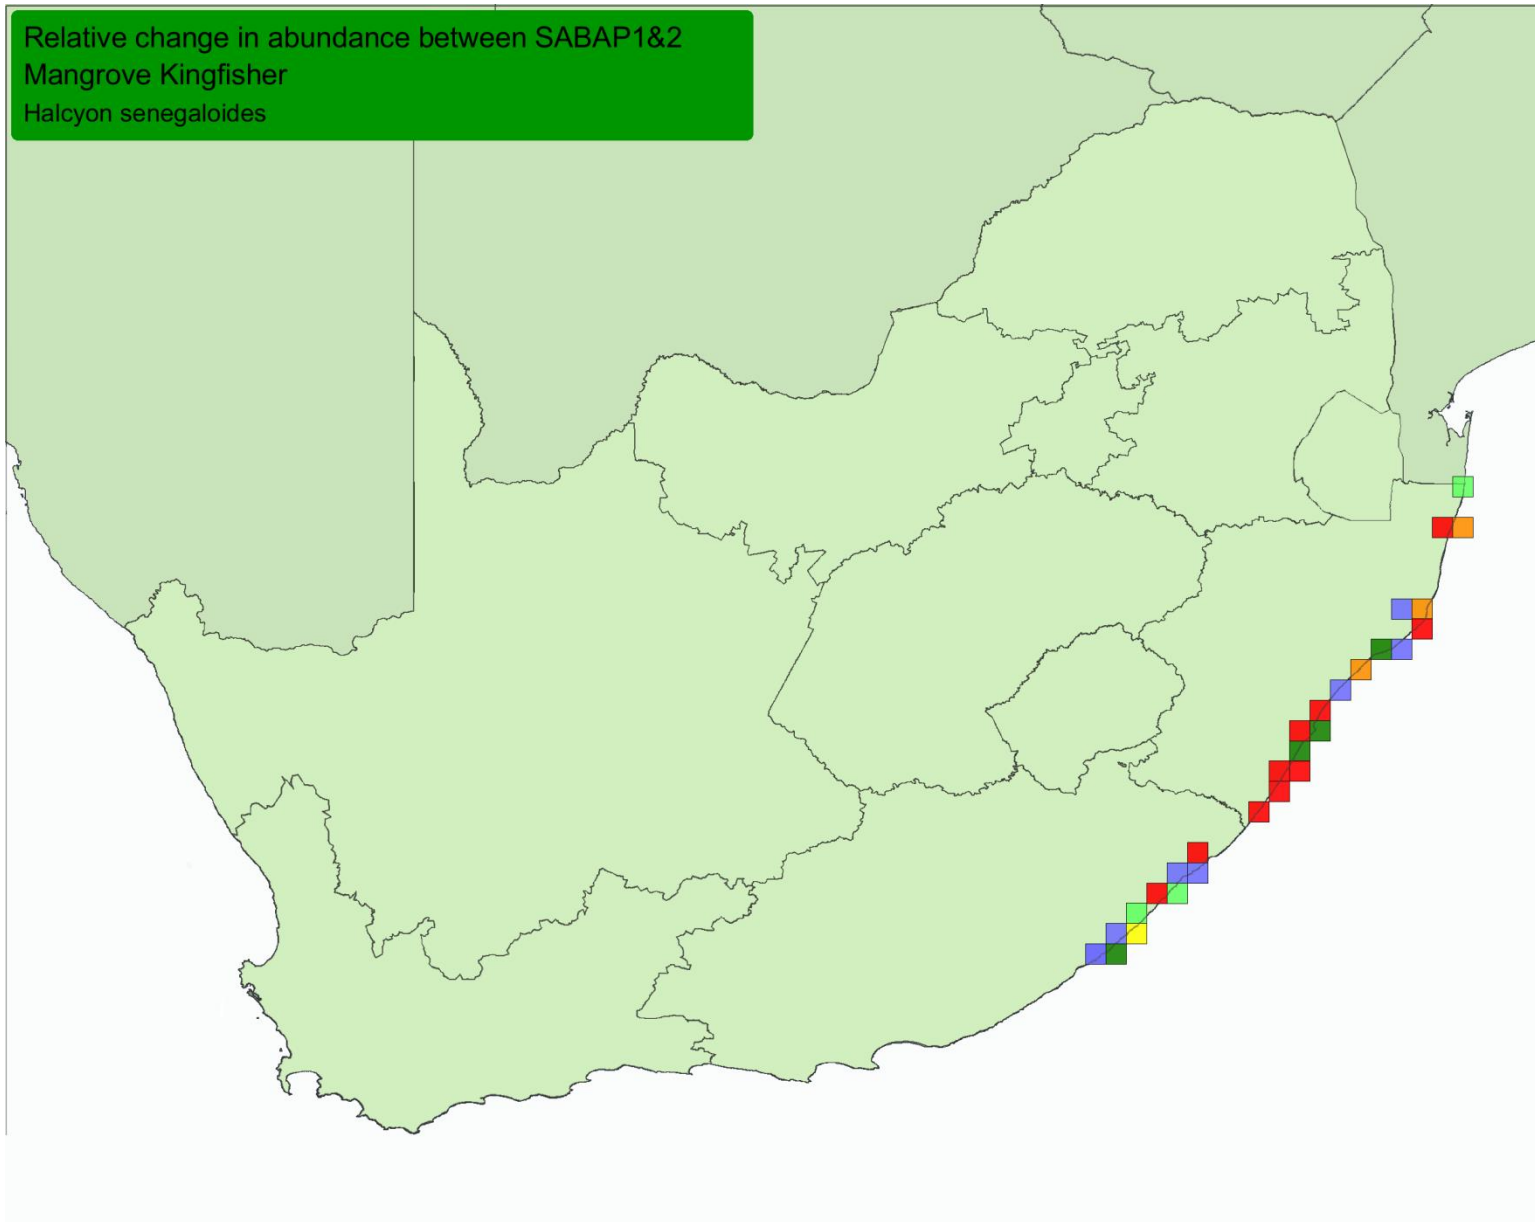 Relative change in abundance between SABAP1&2
Mangrove Kingfisher
Halcyon senegaloides